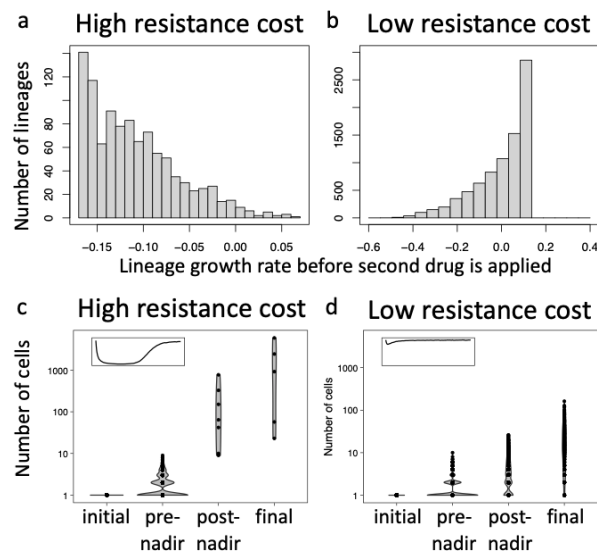 a High resistance cost
b Low resistance cost
Number of lineages
0 20 40 60 80 120
0 500 1500 2500
-0.15 -0.10 -0.05 0.00 0.05
-0.6 -0.4 -0.2 0.0 0.2 0.4
Lineage growth rate before second drug is applied
c High resistance cost
d Low resistance cost
Number of cells
1000
100
10
1
initial pre-nadir post-nadir final
Number of cells
1000
100
10
1
initial pre-nadir post-nadir final